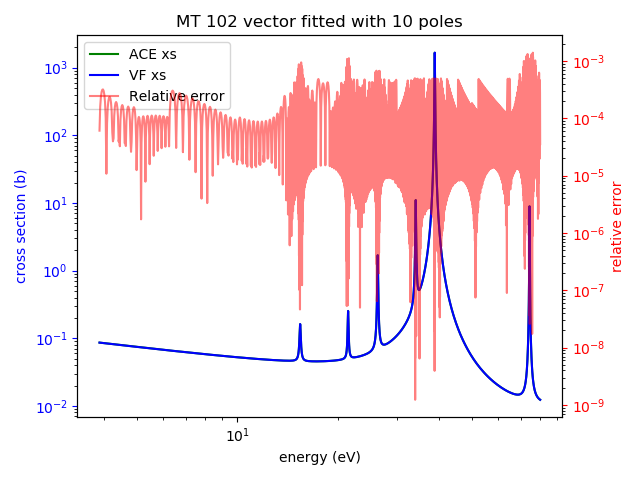 MT 102 vector fitted with 10 poles
ACE xs
VF xs
Relative error
10³
10²
10¹
10⁰
10⁻¹
10⁻²
cross section (b)
10⁻³
10⁻⁴
10⁻⁵
10⁻⁶
10⁻⁷
10⁻⁸
10⁻⁹
relative error
10¹
energy (eV)